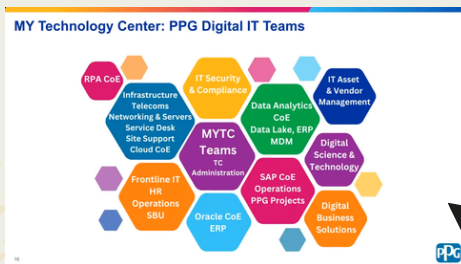 MY Technology Center: PPG Digital IT Teams
RPA CoE
IT Security
& Compliance
IT Asset
& Vendor
Management
Infrastructure
Telecoms
Networking & Servers
Service Desk
Site Support
Cloud CoE
Data Analytics
CoE
Data Lake, ERP
MDM
MYTC
Teams
TC
Administration
Digital
Science &
Technology
Frontline IT
HR
Operations
SBU
SAP CoE
Operations
PPG Projects
Oracle CoE
ERP
Digital
Business
Solutions
PPG